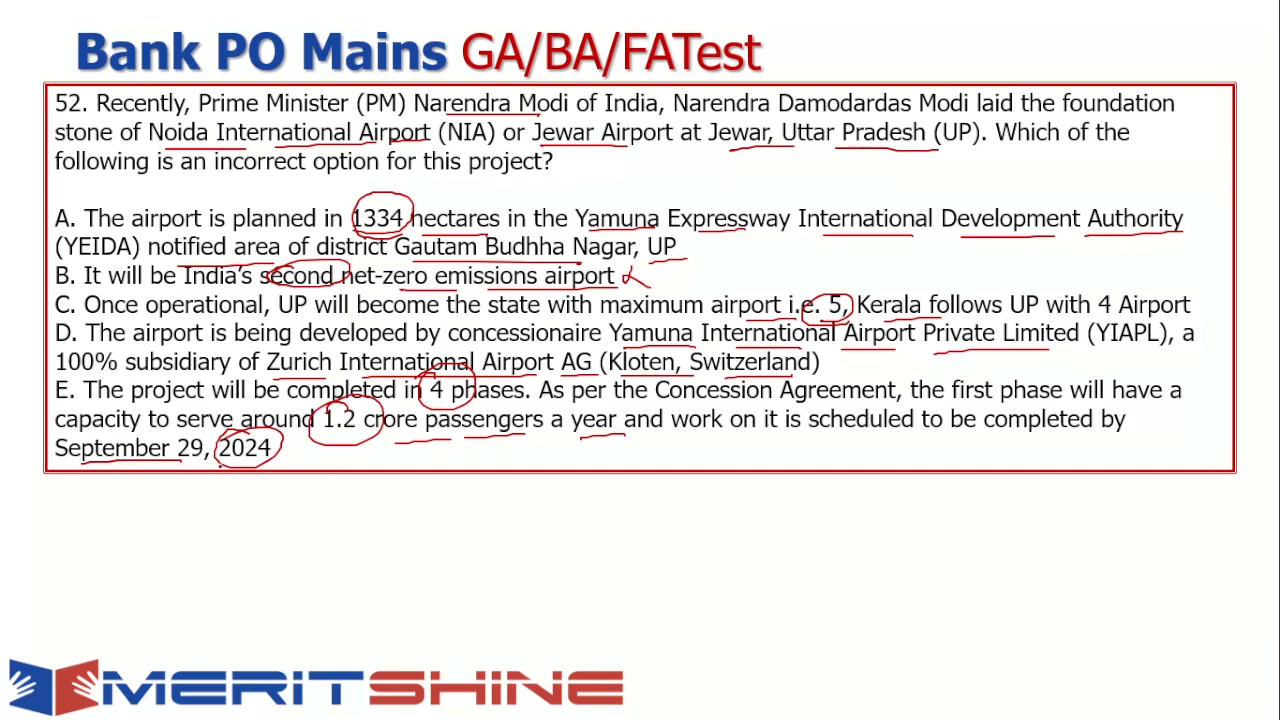 Bank PO Mains GA/BA/FATest
52. Recently, Prime Minister (PM) Narendra Modi of India, Narendra Damodardas Modi laid the foundation
stone of Noida International Airport (NIA) or Jewar Airport at Jewar, Uttar Pradesh (UP). Which of the
following is an incorrect option for this project?
A. The airport is planned in 1334 hectares in the Yamuna Expressway International Development Authority
(YEIDA) notified area of district Gautam Budhha Nagar, UP
B. It will be India's second net-zero emissions airport
C. Once operational, UP will become the state with maximum airport i.e. 5, Kerala follows UP with 4 Airport
D. The airport is being developed by concessionaire Yamuna International Airport Private Limited (YIAPL), a
100% subsidiary of Zurich International Airport AG (Kloten, Switzerland)
E. The project will be completed in 4 phases. As per the Concession Agreement, the first phase will have a
capacity to serve around 1.2 crore passengers a year and work on it is scheduled to be completed by
September 29, 2024
MERITSHINE